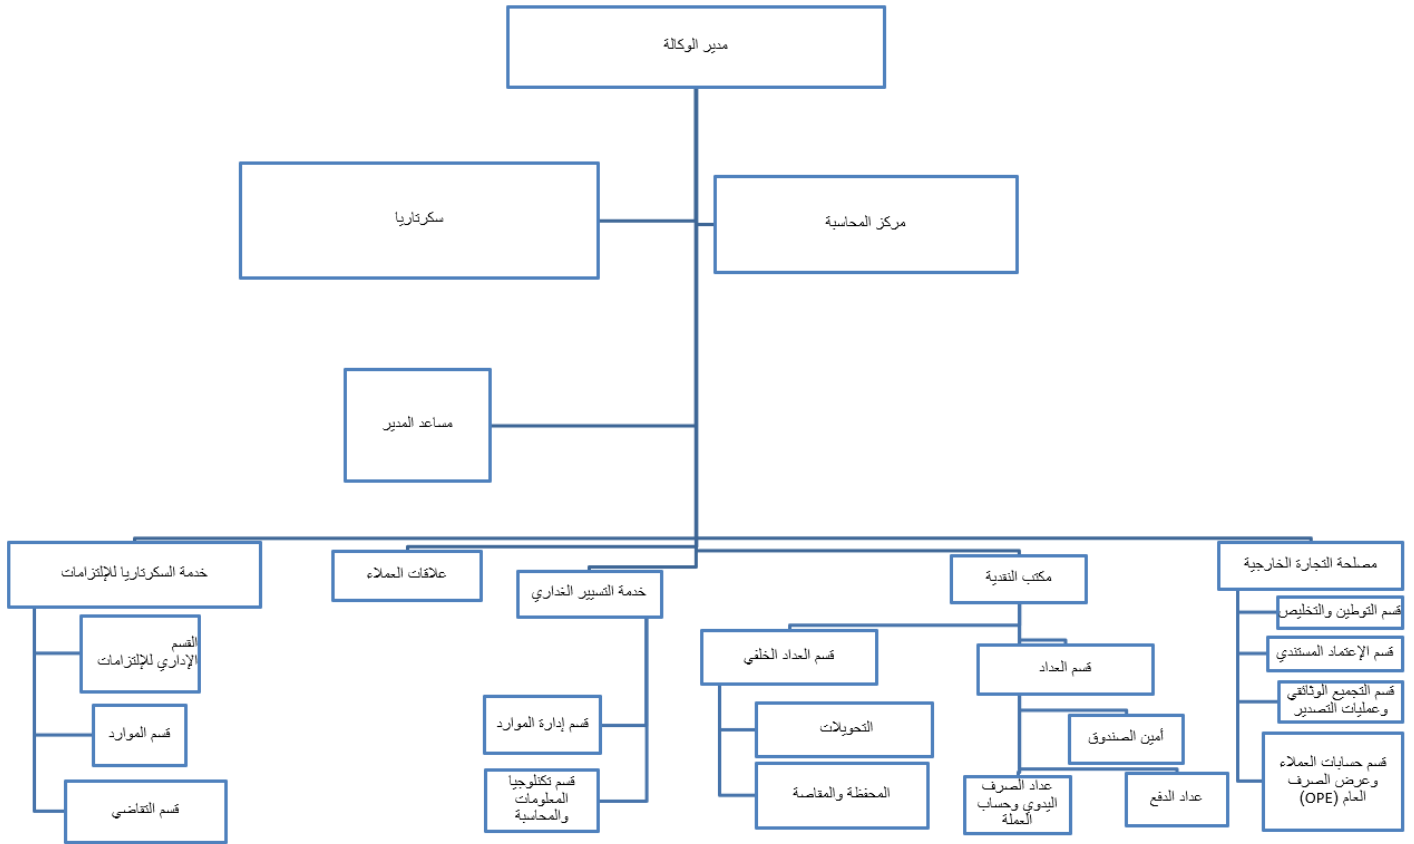 مدير الوكالة
مركز المحاسبة
سكرتاريا
مساعد المدير
مصلحة التجارة الخارجية
قسم التوطين والتخليص
قسم الإعتماد المستندي
قسم التجميع الوثائقي
وعمليات التصدير
قسم حسابات العملاء
وعرض الصرف
العام (OPE)
مكتب النقدية
قسم العداد
أمين الصندوق
عداد الدفع
عداد الصرف
اليدوي وحساب
العملة
قسم العداد الخلفي
التحويلات
المحفظة والمقاصة
خدمة التسيير الغداري
قسم إدارة الموارد
قسم تكنلوجيا
المعلومات
والمحاسبة
علاقات العملاء
خدمة السكرتاريا للإلتزامات
القسم
الإداري للإلتزامات
قسم الموارد
قسم التقاضي